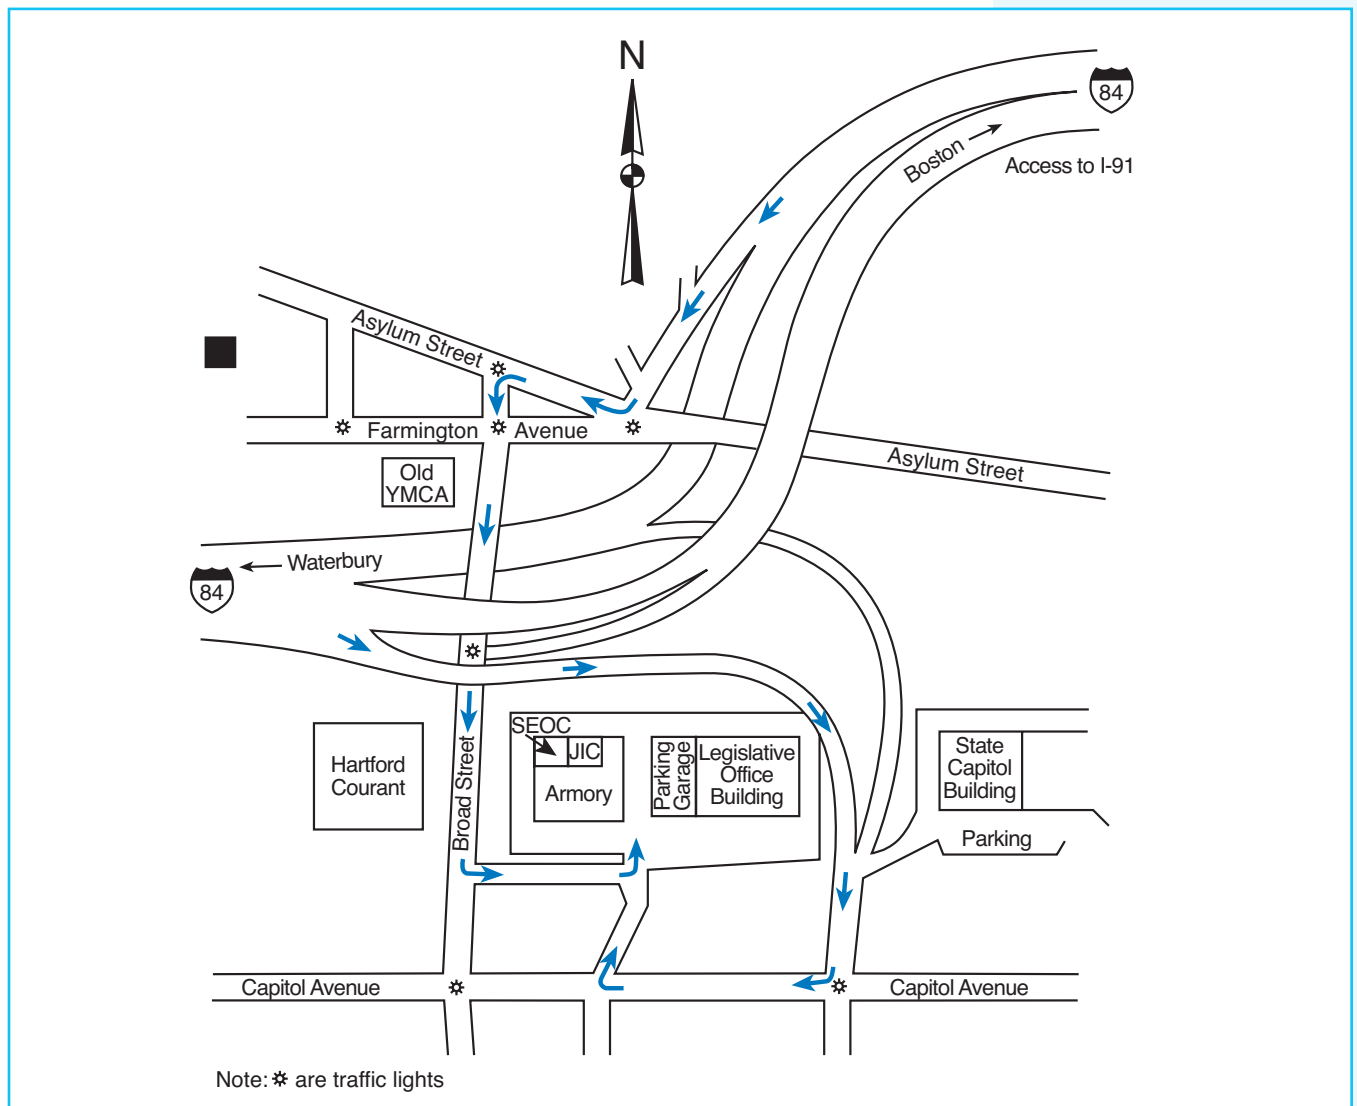 N
84
Boston
Access to I-91
Asylum Street
Farmington Avenue
Asylum Street
Old
YMCA
Waterbury
84
SEOC
JIC
Armory
Parking
Garage
Legislative
Office
Building
State
Capitol
Building
Parking
Hartford
Courant
Broad Street
Capitol Avenue
Capitol Avenue
Note: ✲ are traffic lights